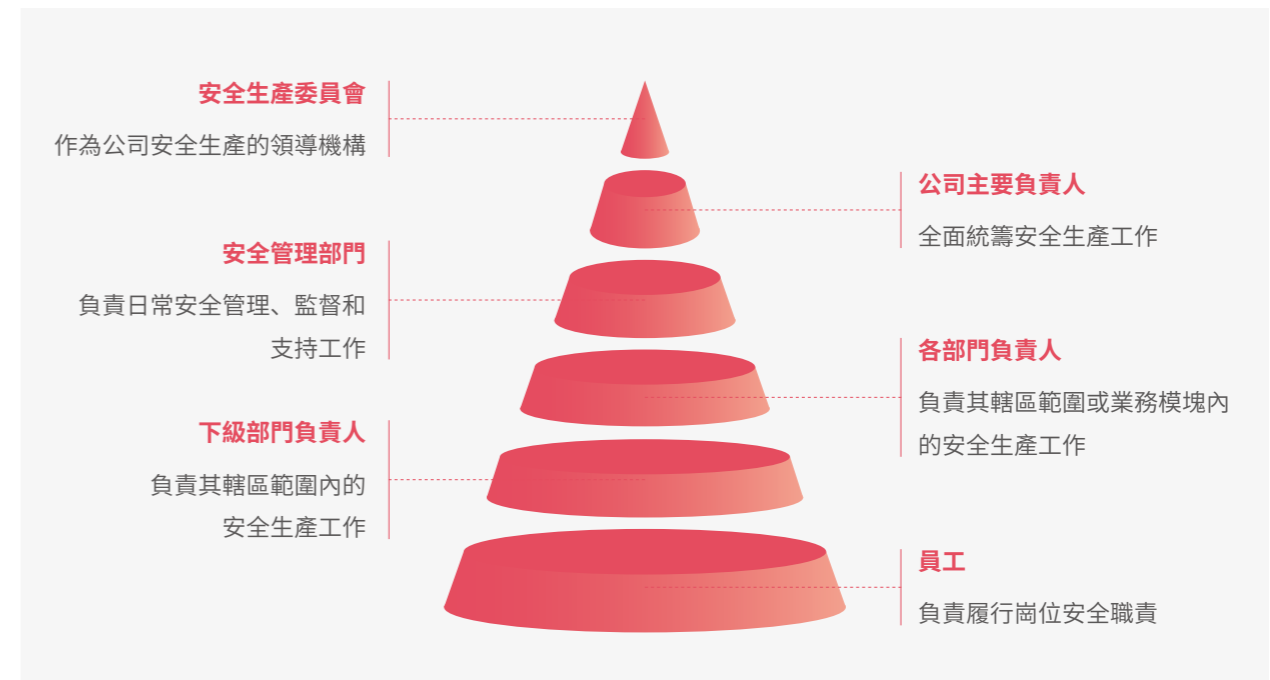 安全生產委員會
作為公司安全生產的領導機構
公司主要負責人
全面統籌安全生產工作
安全管理部門
負責日常安全管理、監督和
支持工作
各部門負責人
負責其轄區範圍或業務模塊內
的安全生產工作
下級部門負責人
負責其轄區範圍內的
安全生產工作
員工
負責履行崗位安全職責